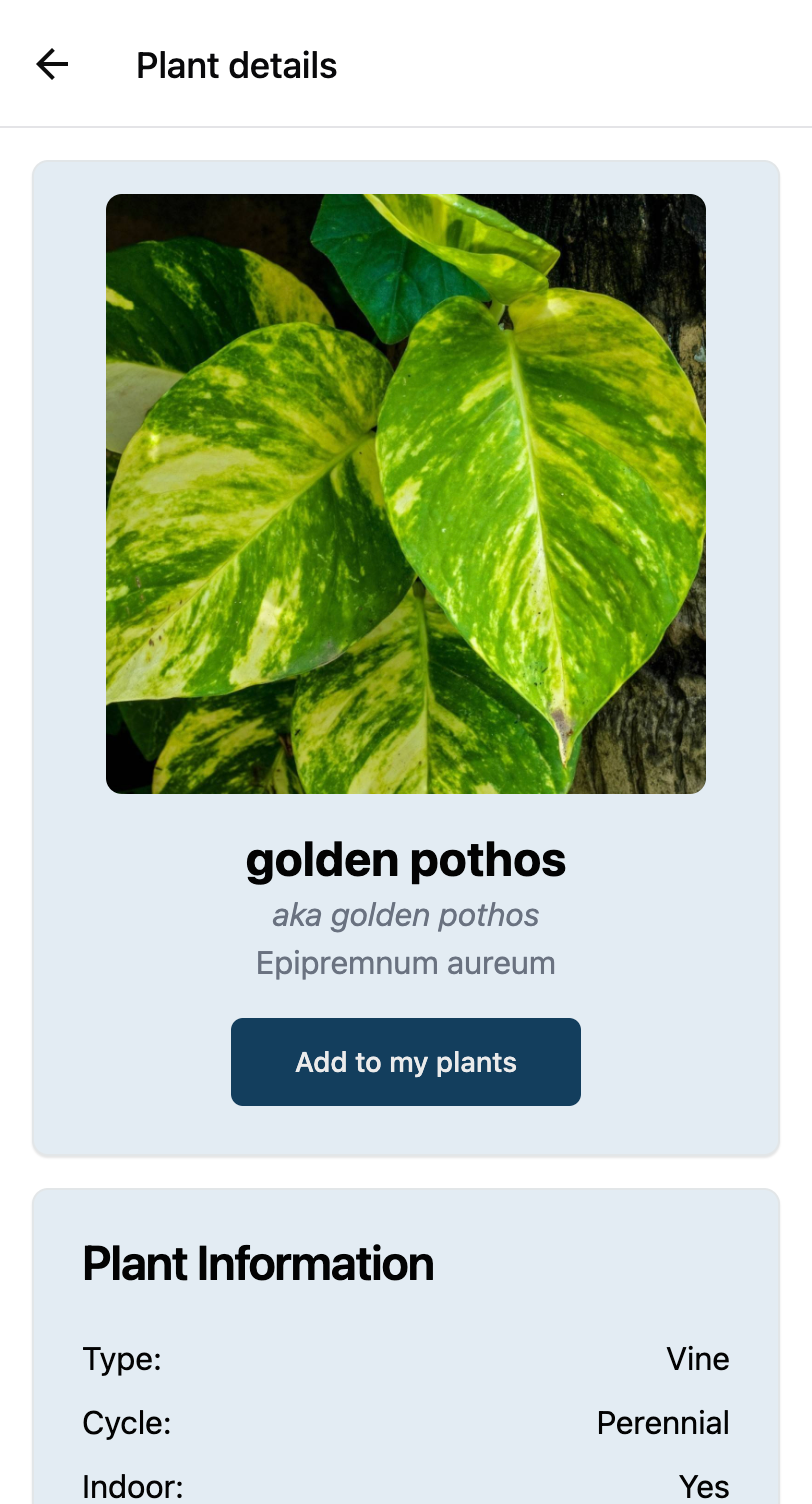 Plant details
golden pothos
aka golden pothos
Epipremnum aureum
Add to my plants
Plant Information
Type: Vine
Cycle: Perennial
Indoor: Yes